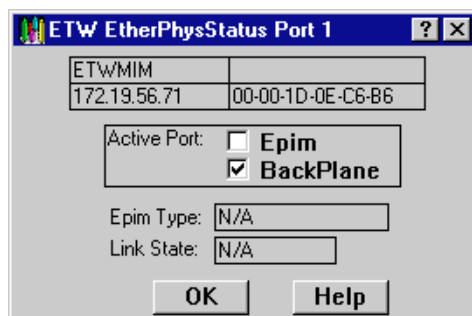 ETW EtherPhysStatus Port 1 ? ×
ETWMIM
172.19.56.71 00-00-1D-0E-C6-B6
Active Port: Epim
BackPlane
Epim Type: N/A
Link State: N/A
OK Help